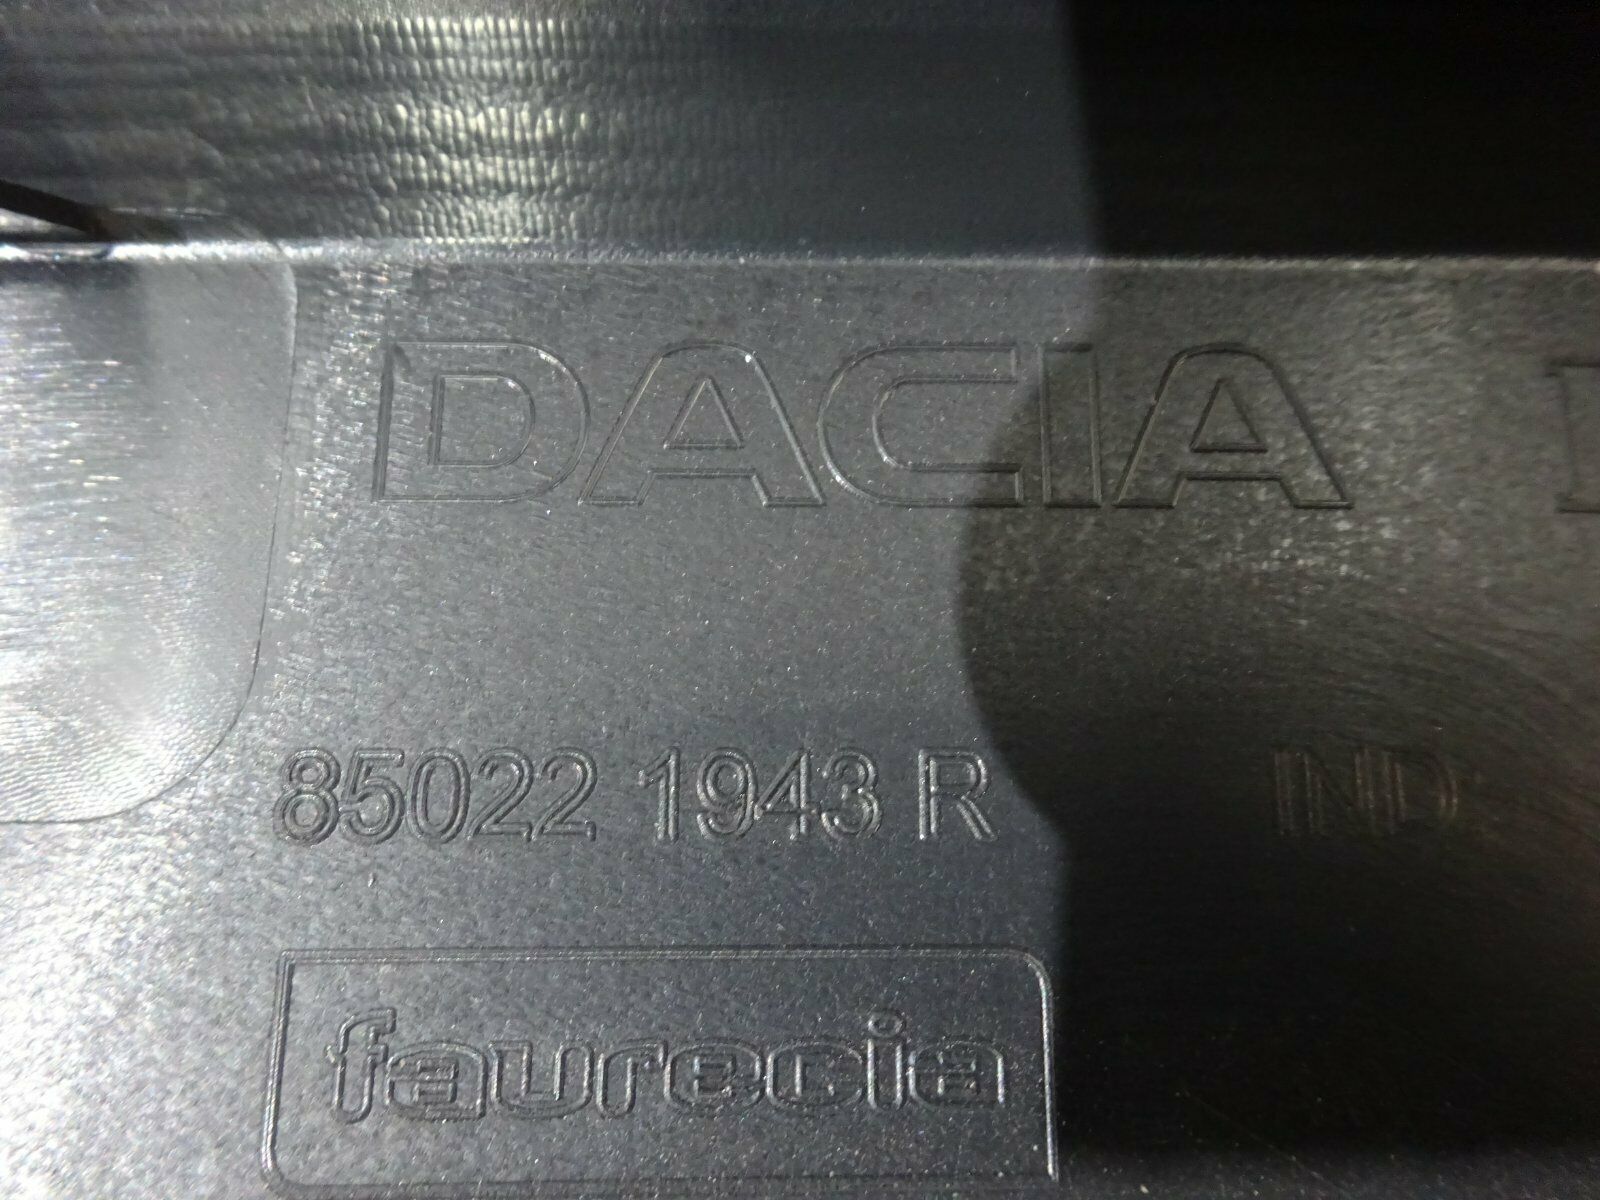 DACIA
85022 1943 R IND:
faurecia